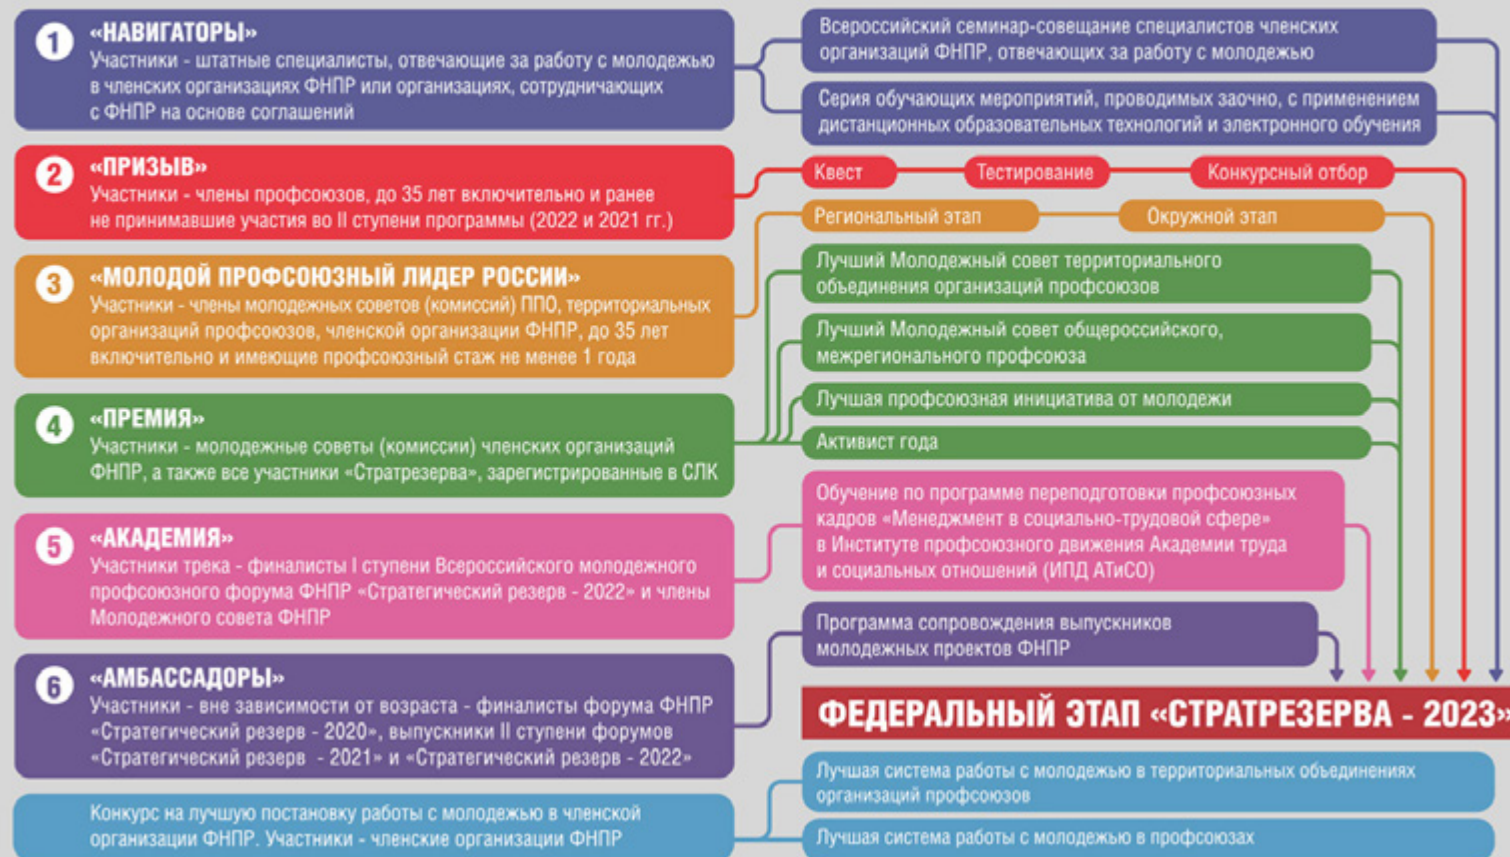 1
«НАВИГАТОРЫ»
Участники - штатные специалисты, отвечающие за работу с молодежью
в членских организациях ФНПР или организациях, сотрудничающих
с ФНПР на основе соглашений
Всероссийский семинар-совещание специалистов членских
организаций ФНПР, отвечающих за работу с молодежью
Серия обучающих мероприятий, проводимых заочно, с применением
дистанционных образовательных технологий и электронного обучения
2
«ПРИЗЫВ»
Участники - члены профсоюзов, до 35 лет включительно и ранее
не принимавшие участия во II ступени программы (2022 и 2021 гг.)
Квест
Тестирование
Конкурсный отбор
3
«МОЛОДОЙ ПРОФСОЮЗНЫЙ ЛИДЕР РОССИИ»
Участники - члены молодежных советов (комиссий) ППО, территориальных
организаций профсоюзов, членской организации ФНПР, до 35 лет
включительно и имеющие профсоюзный стаж не менее 1 года
Региональный этап
Окружной этап
4
«ПРЕМИЯ»
Участники - молодежные советы (комиссии) членских организаций
ФНПР, а также все участники «Стратрезерва», зарегистрированные в СЛК
Лучший Молодежный совет территориального
объединения организаций профсоюзов
Лучший Молодежный совет общероссийского,
межрегионального профсоюза
Лучшая профсоюзная инициатива от молодежи
Активист года
5
«АКАДЕМИЯ»
Участники трека - финалисты I ступени Всероссийского молодежного
профсоюзного форума ФНПР «Стратегический резерв - 2022» и члены
Молодежного совета ФНПР
Обучение по программе переподготовки профсоюзных
кадров «Менеджмент в социально-трудовой сфере»
в Институте профсоюзного движения Академии труда
и социальных отношений (ИПД АТиСО)
6
«АМБАССАДОРЫ»
Участники - вне зависимости от возраста - финалисты форума ФНПР
«Стратегический резерв - 2020», выпускники II ступени форумов
«Стратегический резерв - 2021» и «Стратегический резерв - 2022»
Программа сопровождения выпускников
молодежных проектов ФНПР
ФЕДЕРАЛЬНЫЙ ЭТАП «СТРАТРЕЗЕРВА - 2023»
Конкурс на лучшую постановку работы с молодежью в членской
организации ФНПР. Участники - членские организации ФНПР
Лучшая система работы с молодежью в территориальных объединениях
организаций профсоюзов
Лучшая система работы с молодежью в профсоюзах